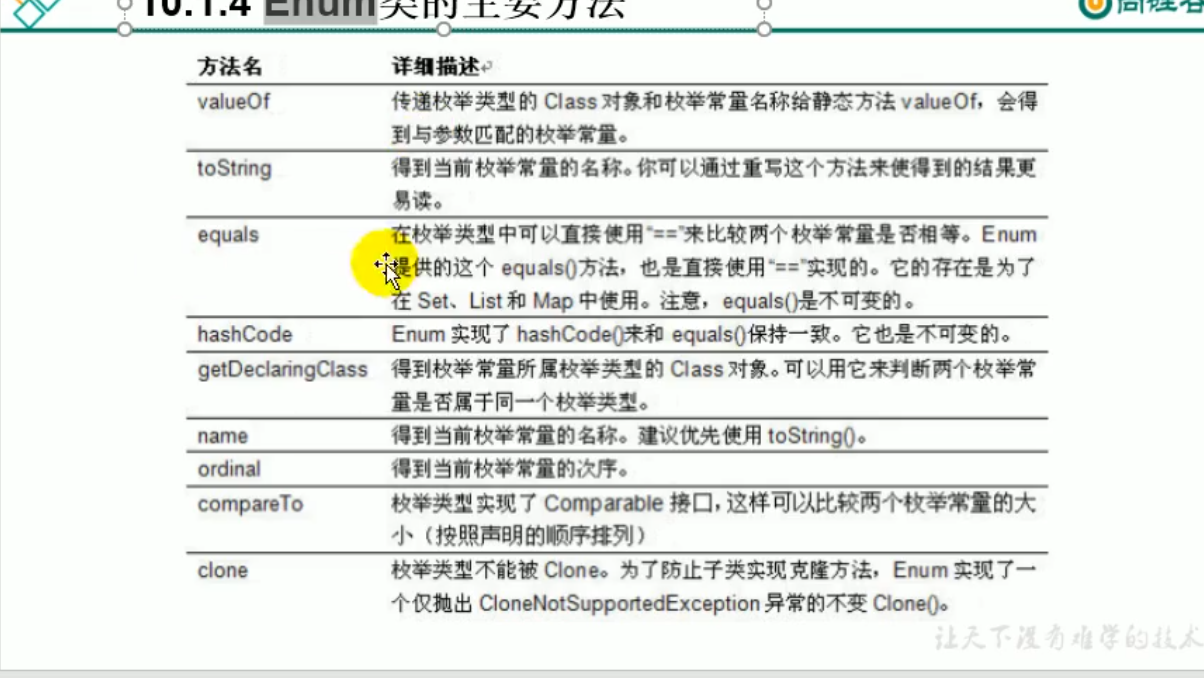 10.1.4 Enum类的主要方法
方法名 详细描述
valueOf 传递枚举类型的 Class 对象和枚举常量名称给静态方法 valueOf，会得
到与参数匹配的枚举常量。
toString 得到当前枚举常量的名称。你可以通过重写这个方法来使得到的结果更
易读。
equals 在枚举类型中可以直接使用“==”来比较两个枚举常量是否相等。Enum
提供的这个 equals()方法，也是直接使用“==”实现的。它的存在是为了
在 Set、List 和 Map 中使用。注意，equals()是不可变的。
hashCode Enum 实现了 hashCode()来和 equals()保持一致。它也是不可变的。
getDeclaringClass 得到枚举常量所属枚举类型的 Class 对象。可以用它来判断两个枚举常
量是否属于同一个枚举类型。
name 得到当前枚举常量的名称。建议优先使用 toString()。
ordinal 得到当前枚举常量的次序。
compareTo 枚举类型实现了 Comparable 接口，这样可以比较两个枚举常量的大
小（按照声明的顺序排列）
clone 枚举类型不能被 Clone。为了防止子类实现克隆方法，Enum 实现了一
个仅抛出 CloneNotSupportedException 异常的不变 Clone()。
让天下没有难学的技术